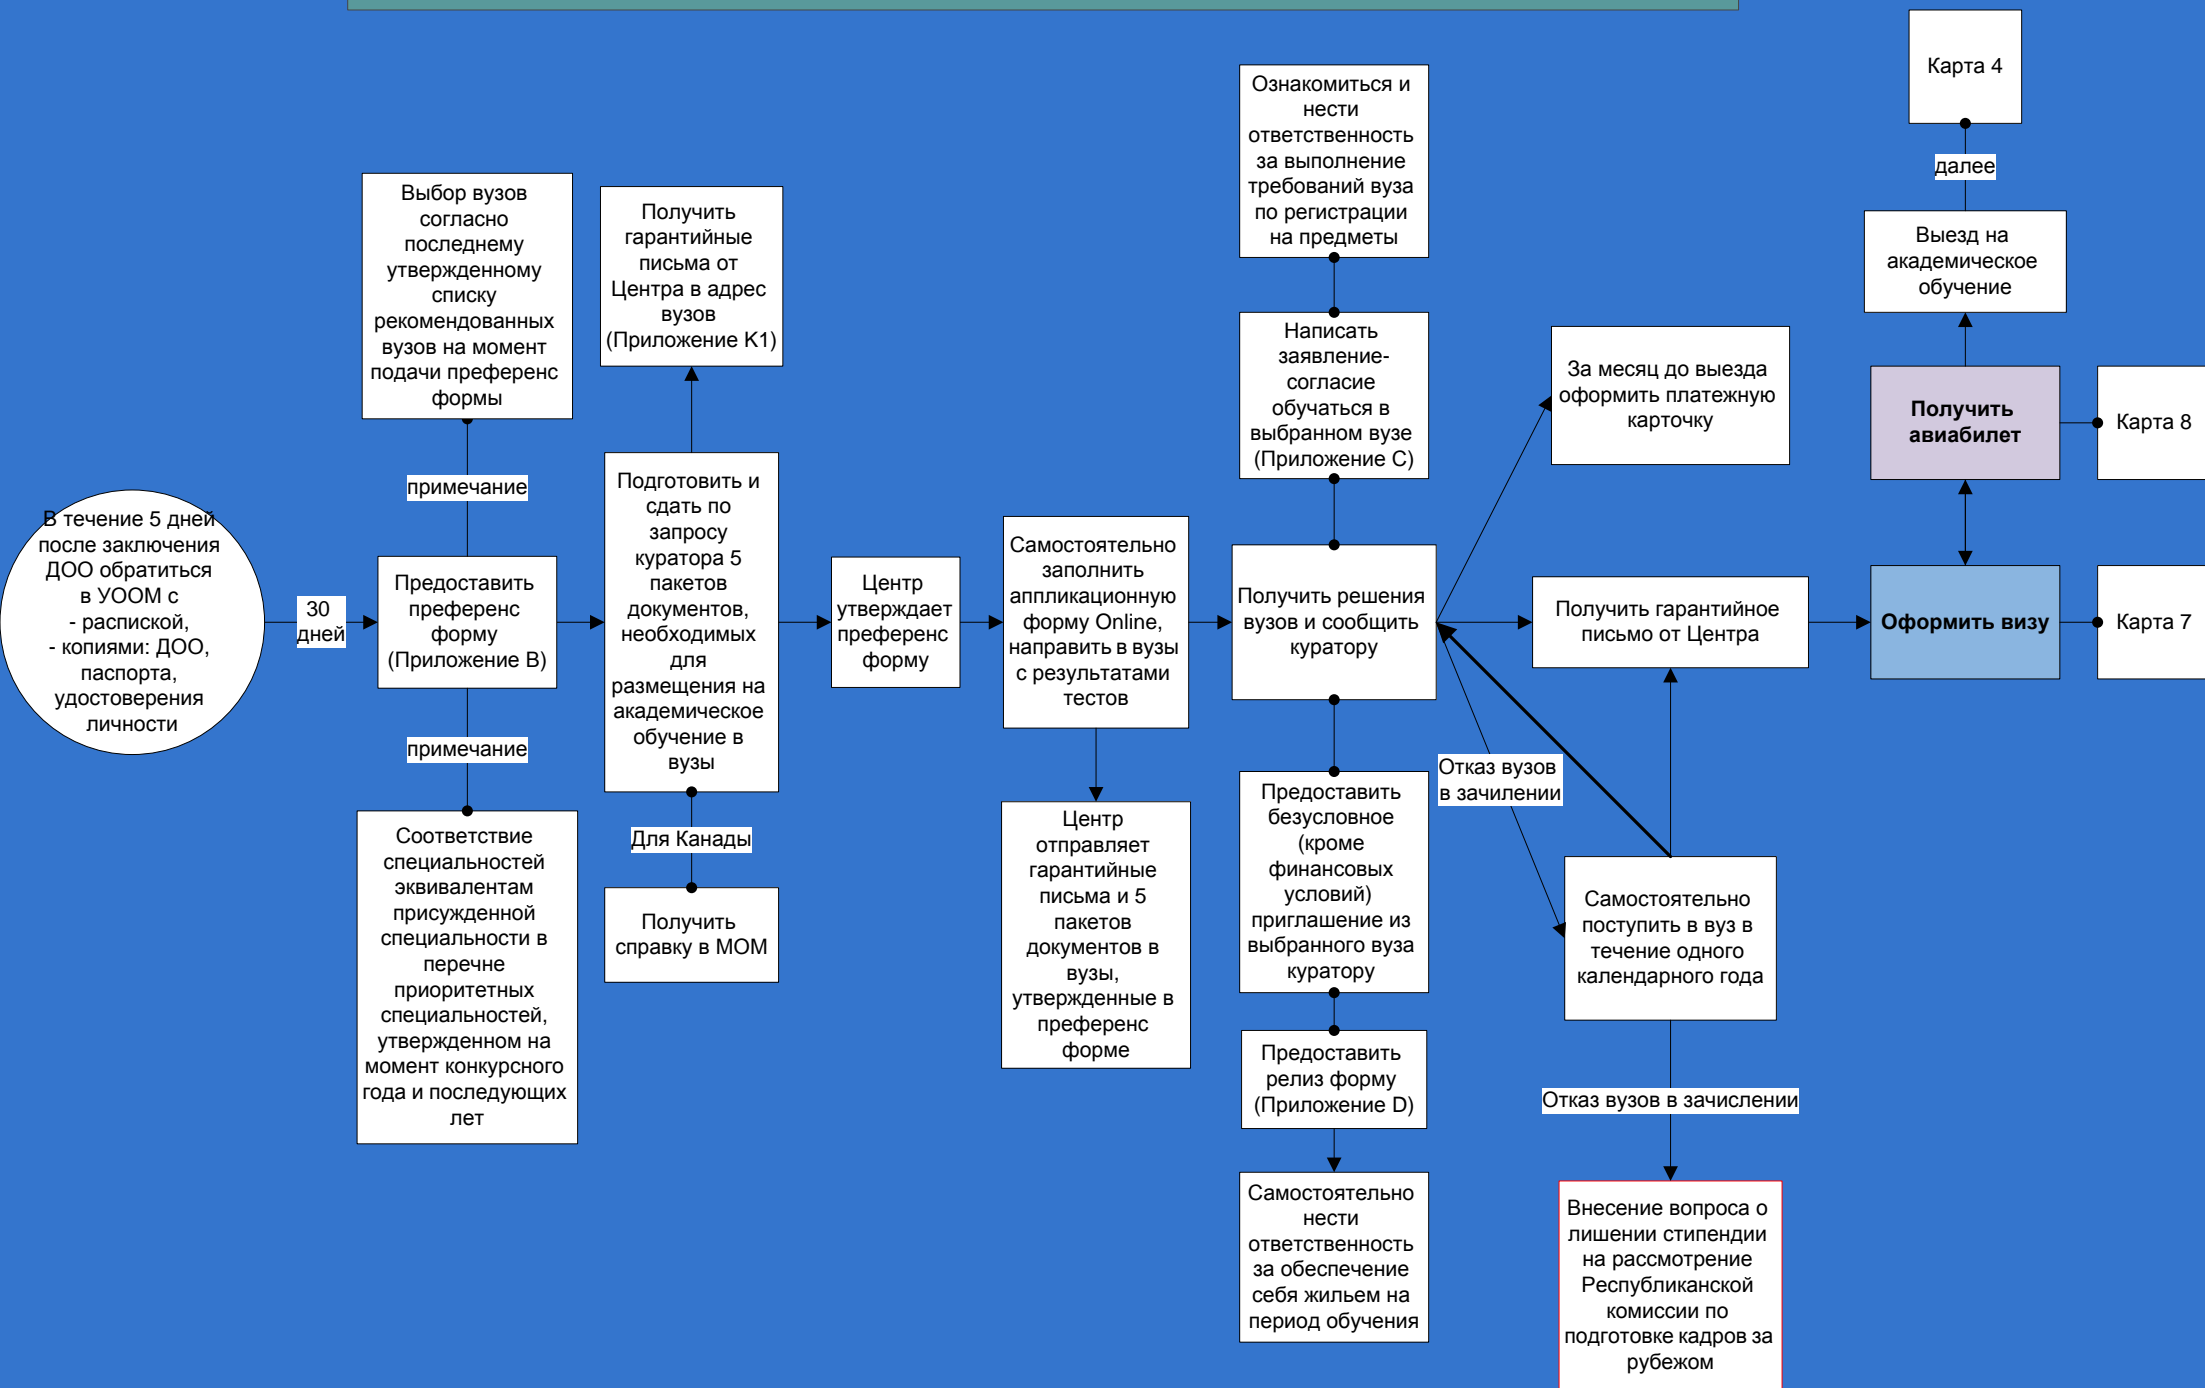 В течение 5 дней
после заключения
ДОО обратиться
в УООМ с
- распиской,
- копиями: ДОО,
паспорта,
удостоверения
личности
30
дней
Выбор вузов
согласно
последнему
утвержденному
списку
рекомендованных
вузов на момент
подачи преференс
формы
примечание
Предоставить
преференс
форму
(Приложение B)
примечание
Соответствие
специальностей
эквивалентам
присужденной
специальности в
перечне
приоритетных
специальностей,
утвержденном на
момент конкурсного
года и последующих
лет
Получить
гарантийные
письма от
Центра в адрес
вузов
(Приложение K1)
Подготовить и
сдать по
запросу
куратора 5
пакетов
документов,
необходимых
для
размещения на
академическое
обучение в
вузы
Для Канады
Получить
справку в МОМ
Центр
утверждает
преференс
форму
Самостоятельно
заполнить
аппликационную
форму Online,
направить в вузы
с результатами
тестов
Центр
отправляет
гарантийные
письма и 5
пакетов
документов в
вузы,
утвержденные в
преференс
форме
Ознакомиться и
нести
ответственность
за выполнение
требований вуза
по регистрации
на предметы
Написать
заявление-
согласие
обучаться в
выбранном вузе
(Приложение C)
Получить решения
вузов и сообщить
куратору
Предоставить
безусловное
(кроме
финансовых
условий)
приглашение из
выбранного вуза
куратору
Предоставить
релиз форму
(Приложение D)
Самостоятельно
нести
ответственность
за обеспечение
себя жильем на
период обучения
За месяц до выезда
оформить платежную
карточку
Получить гарантийное
письмо от Центра
Отказ вузов
в зачилении
Самостоятельно
поступить в вуз в
течение одного
календарного года
Отказ вузов в зачислении
Внесение вопроса о
лишении стипендии
на рассмотрение
Республиканской
комиссии по
подготовке кадров за
рубежом
Карта 4
далее
Выезд на
академическое
обучение
Получить
авиабилет
Карта 8
Оформить визу
Карта 7